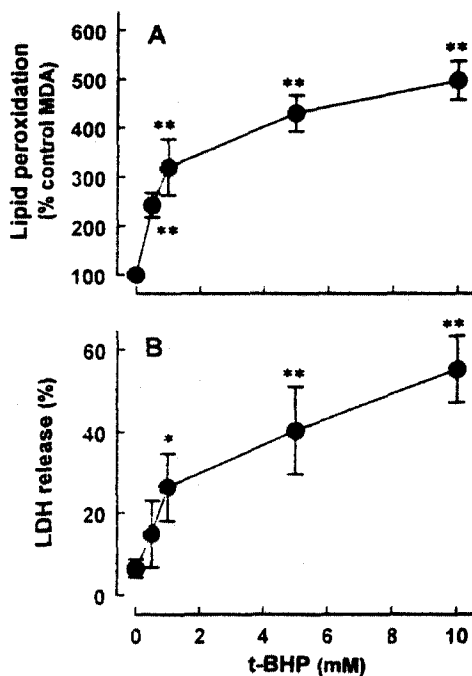 A
Lipid peroxidation
(% control MDA)
500
400
300
200
100
**
**
**
**
B
LDH release (%)
60
40
20
0
*
**
**
0 2 4 6 8 10
t-BHP (mM)